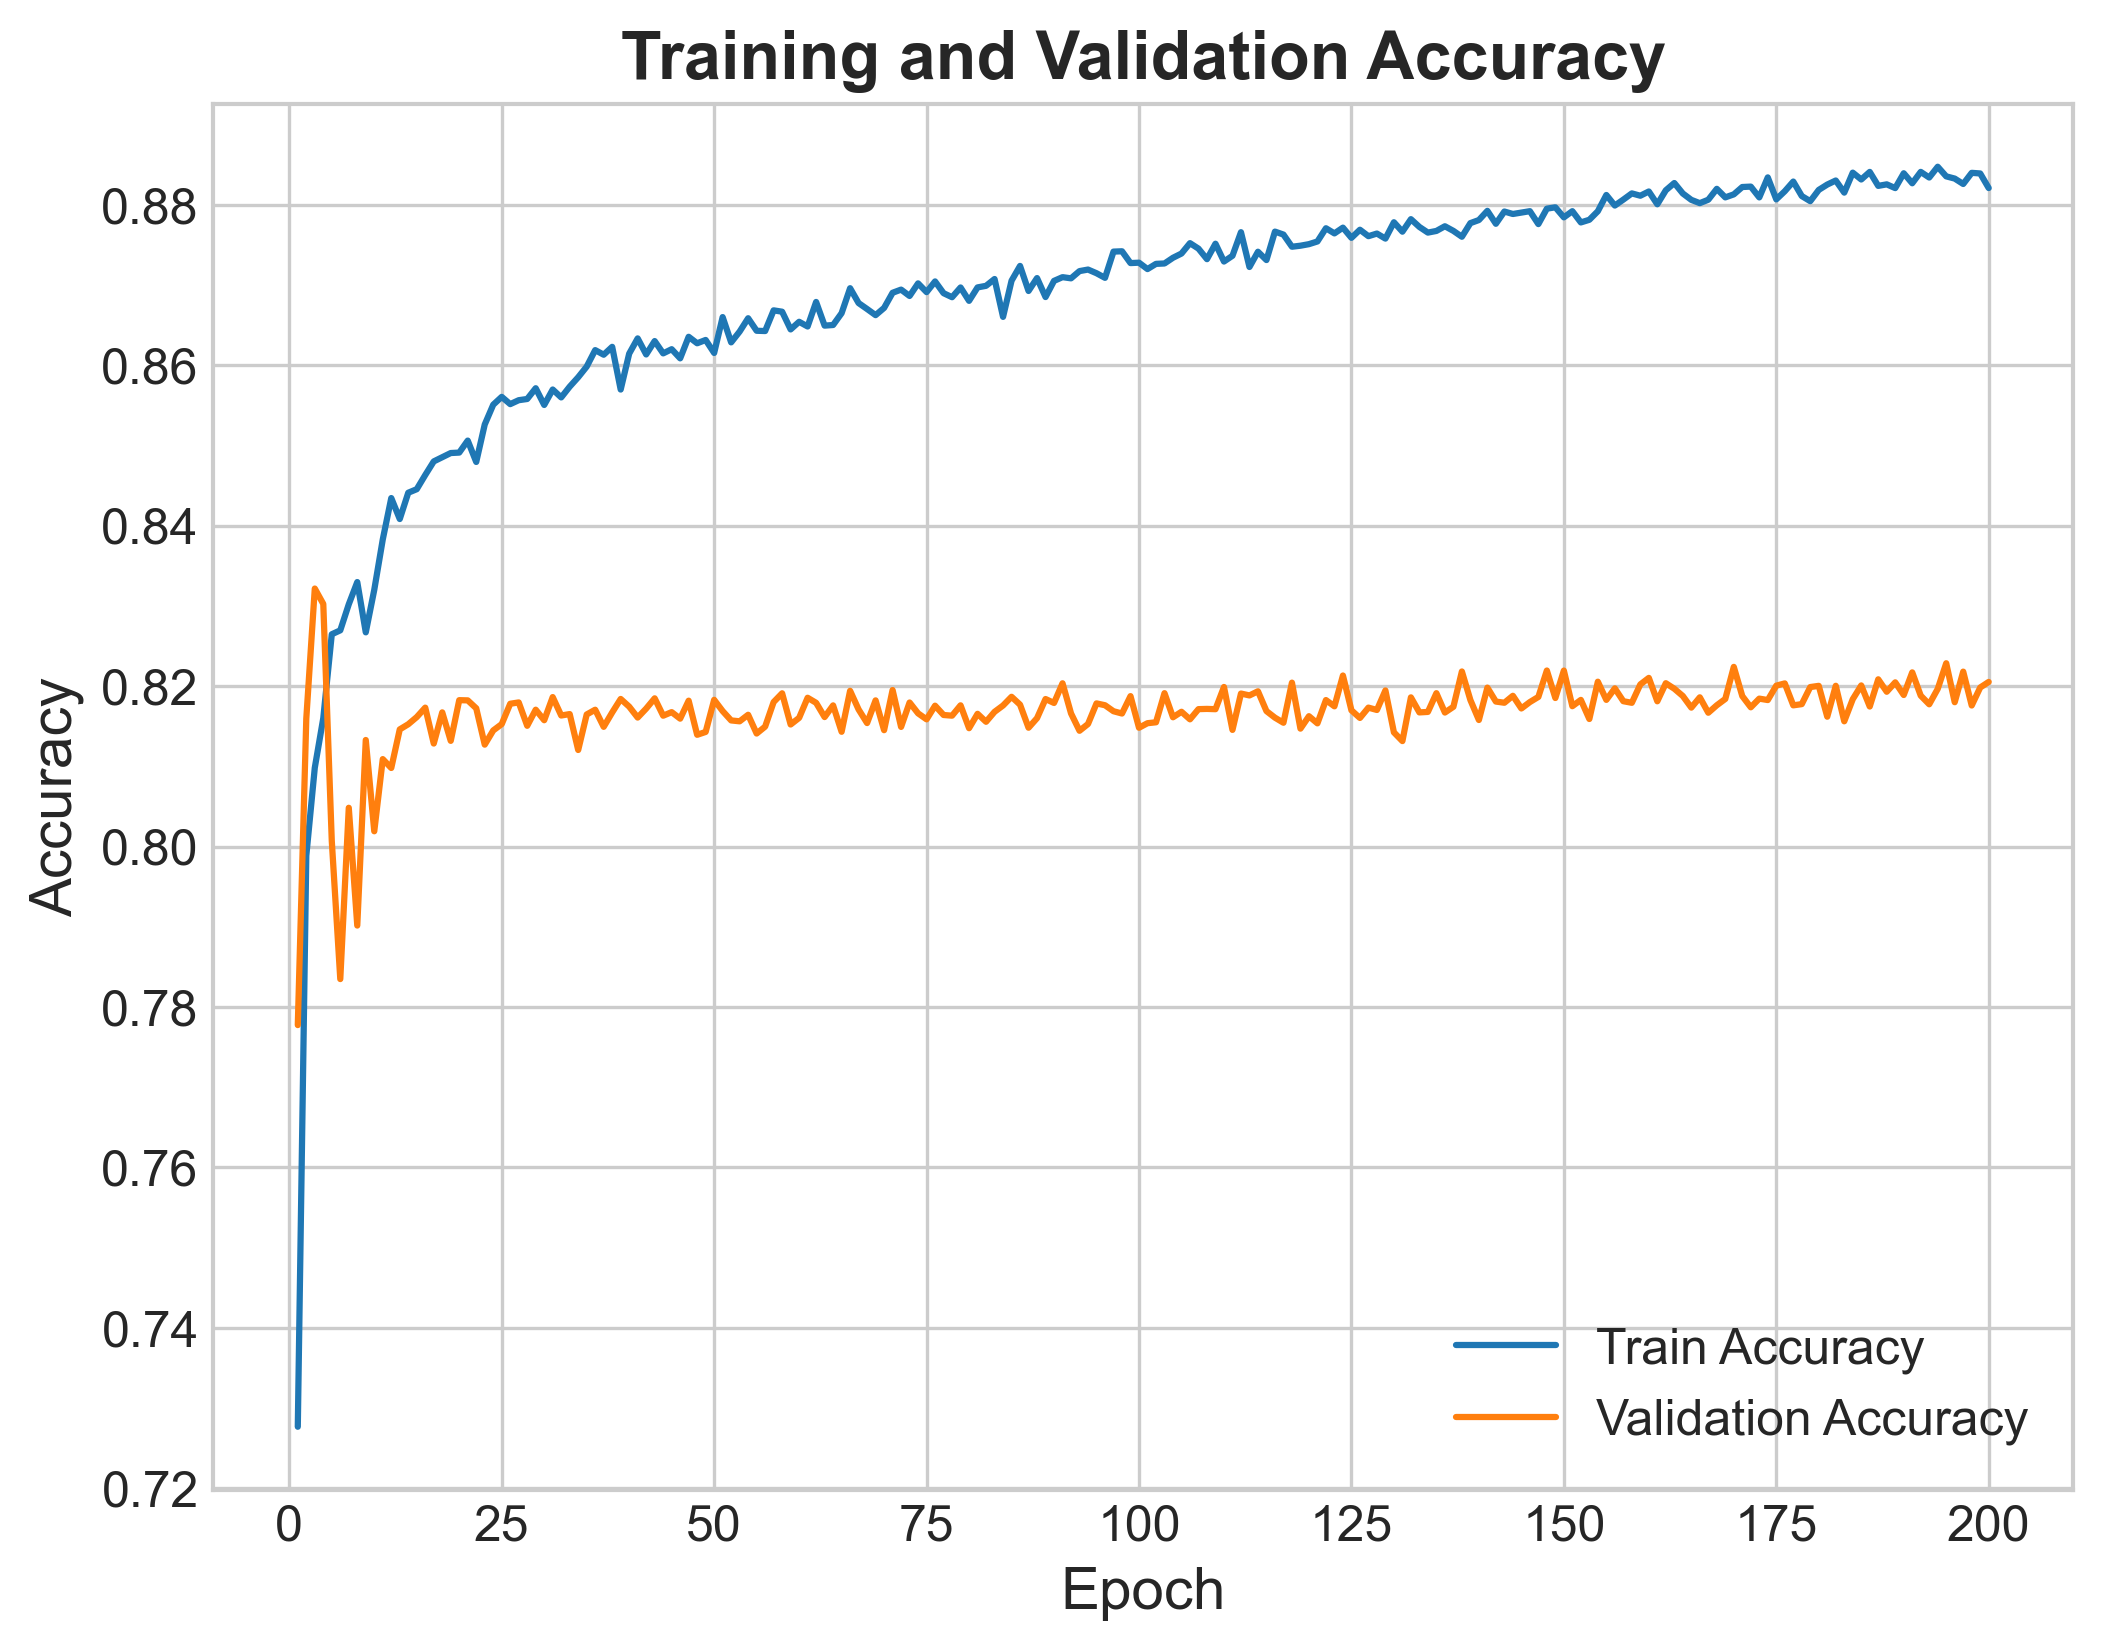 Training and Validation Accuracy
0.88
0.86
0.84
0.82
0.80
0.78
0.76
0.74
0.72
Accuracy
Train Accuracy
Validation Accuracy
0 25 50 75 100 125 150 175 200
Epoch